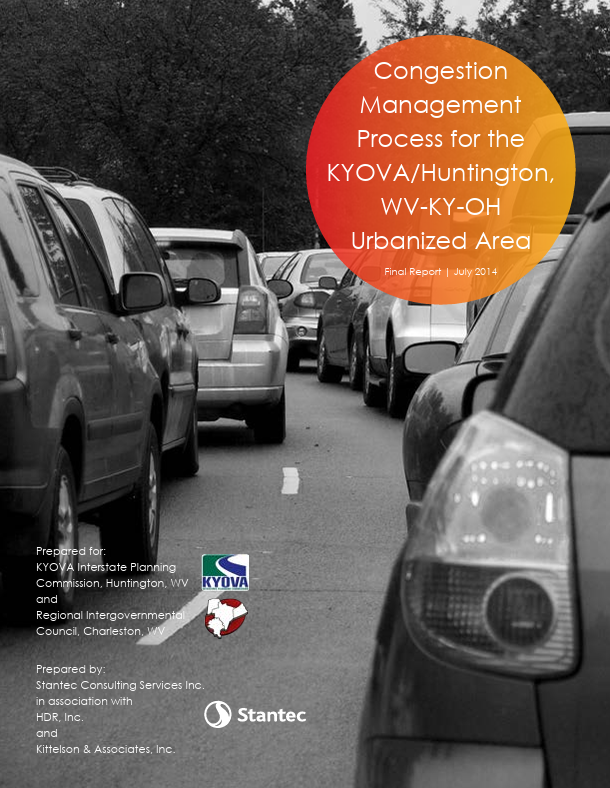 Congestion
Management
Process for the
KYOVA/Huntington,
WV-KY-OH
Urbanized Area
Final Report | July 2014
Prepared for:
KYOVA Interstate Planning
Commission, Huntington, WV
and
Regional Intergovernmental
Council, Charleston, WV
KYOVA
Prepared by:
Stantec Consulting Services Inc.
in association with
HDR, Inc.
and
Kittelson & Associates, Inc.
Stantec